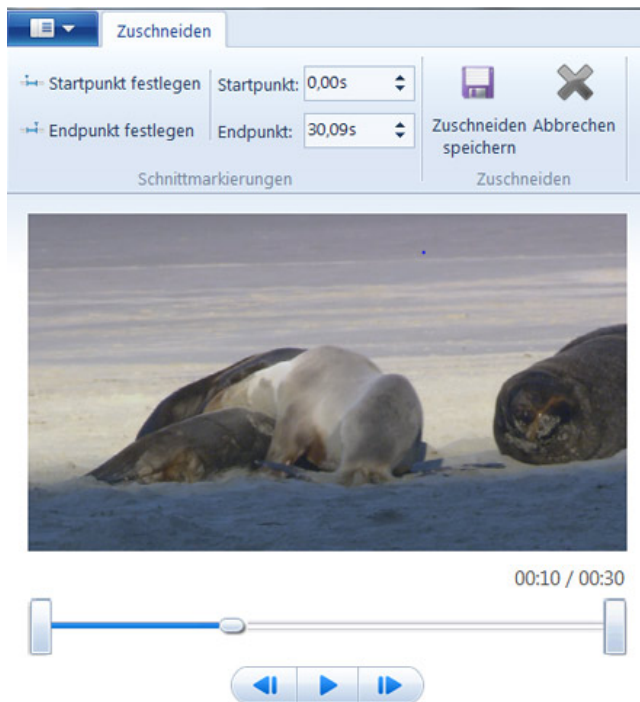 Zuschneiden
Startpunkt festlegen Startpunkt: 0,00s
Endpunkt festlegen Endpunkt: 30,09s
Zuschneiden speichern
Abbrechen
Schnittmarkierungen
Zuschneiden
00:10 / 00:30